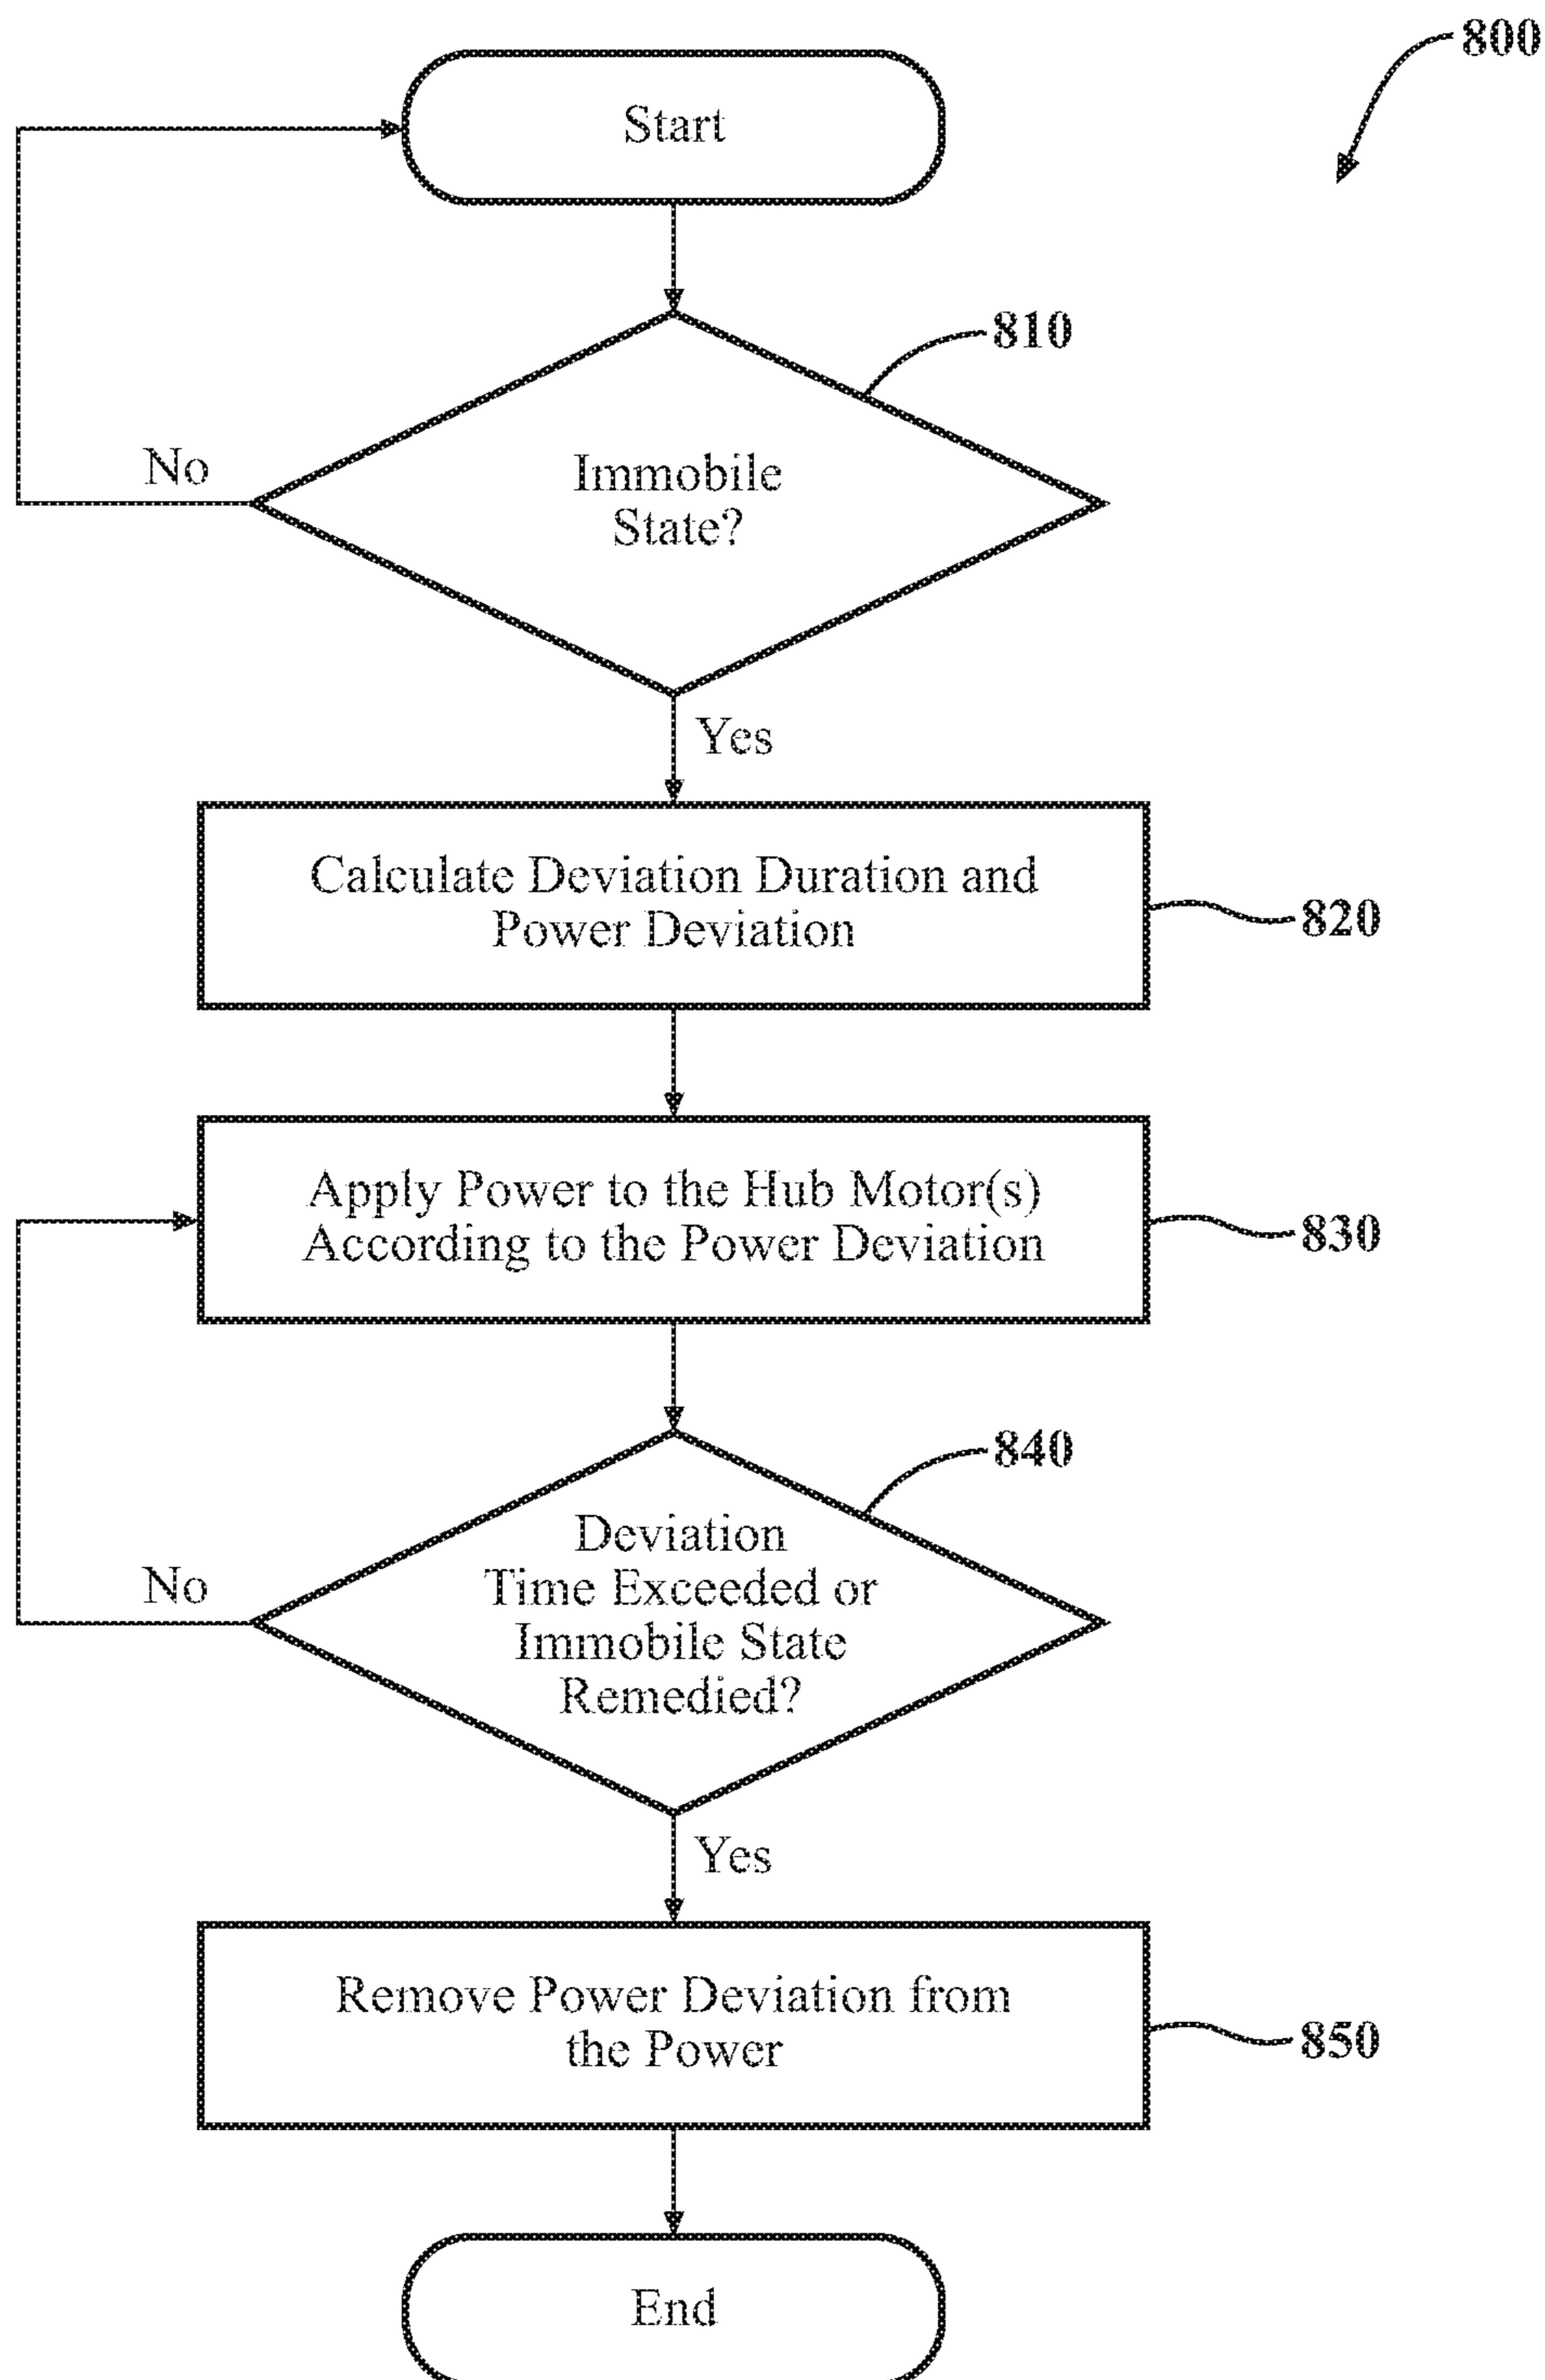 800
Start
810
Immobile
State?
No
Yes
Calculate Deviation Duration and
Power Deviation
820
Apply Power to the Hub Motor(s)
According to the Power Deviation
830
840
Deviation
Time Exceeded or
Immobile State
Remedied?
No
Yes
Remove Power Deviation from
the Power
850
End